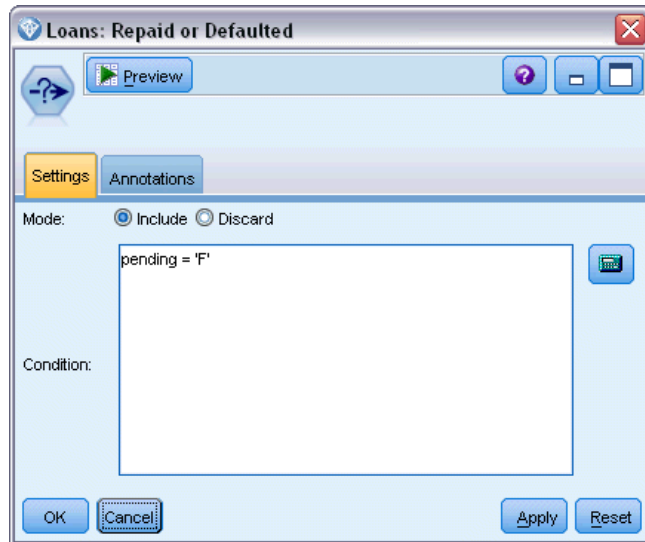 Loans: Repaid or Defaulted
Preview
Settings Annotations
Mode: Include Discard
pending = 'F'
Condition:
OK Cancel Apply Reset